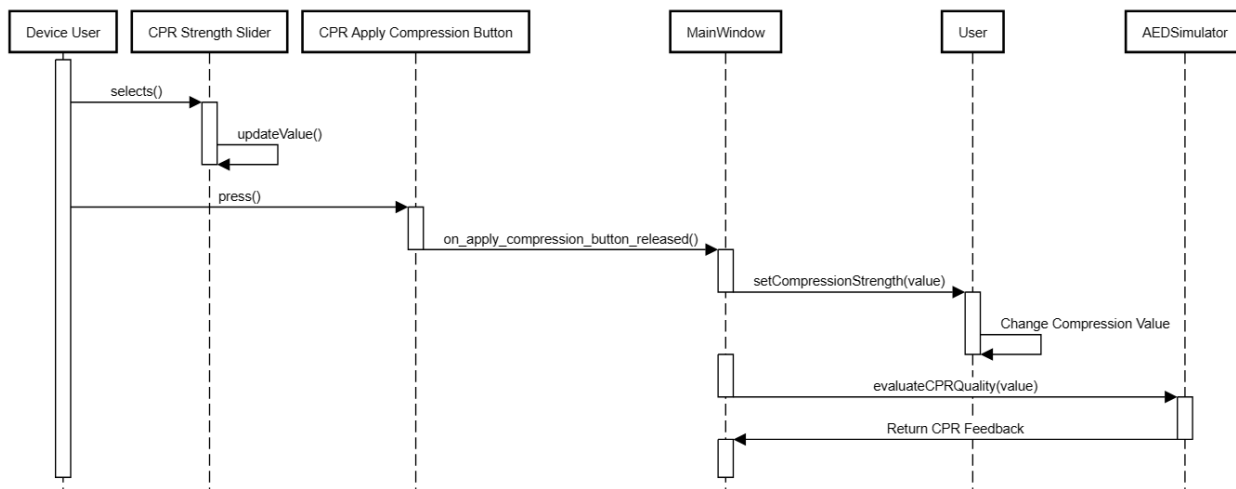 Device User
CPR Strength Slider
CPR Apply Compression Button
MainWindow
User
AEDSimulator
selects()
updateValue()
press()
on_apply_compression_button_released()
setCompressionStrength(value)
Change Compression Value
evaluateCPRQuality(value)
Return CPR Feedback